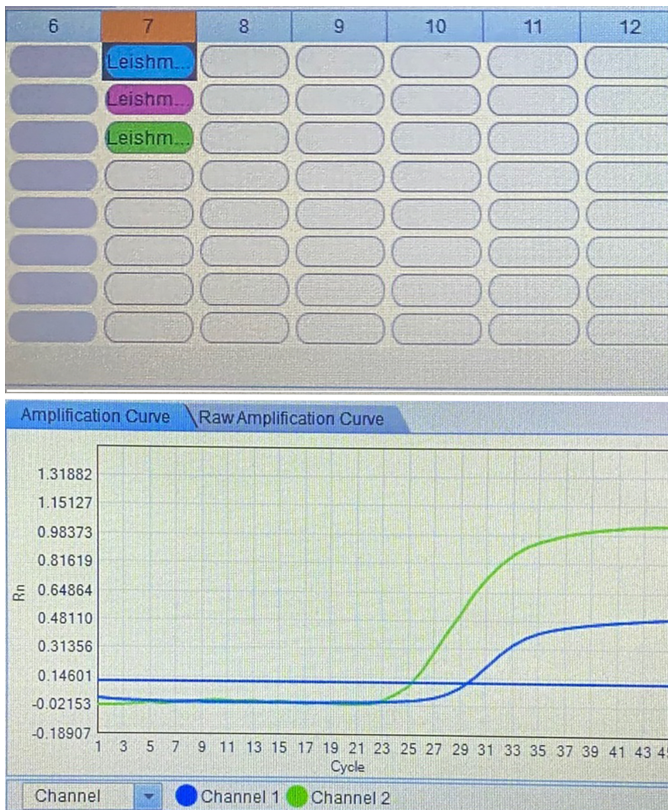 6 7 8 9 10 11 12
Leishm...
Leishm...
Leishm...
Amplification Curve Raw Amplification Curve
1.31882
1.15127
0.98373
0.81619
0.64864
0.48110
0.31356
0.14601
-0.02153
-0.18907
Rn
1 3 5 7 9 11 13 15 17 19 21 23 25 27 29 31 33 35 37 39 41 43
Cycle
Channel Channel 1 Channel 2